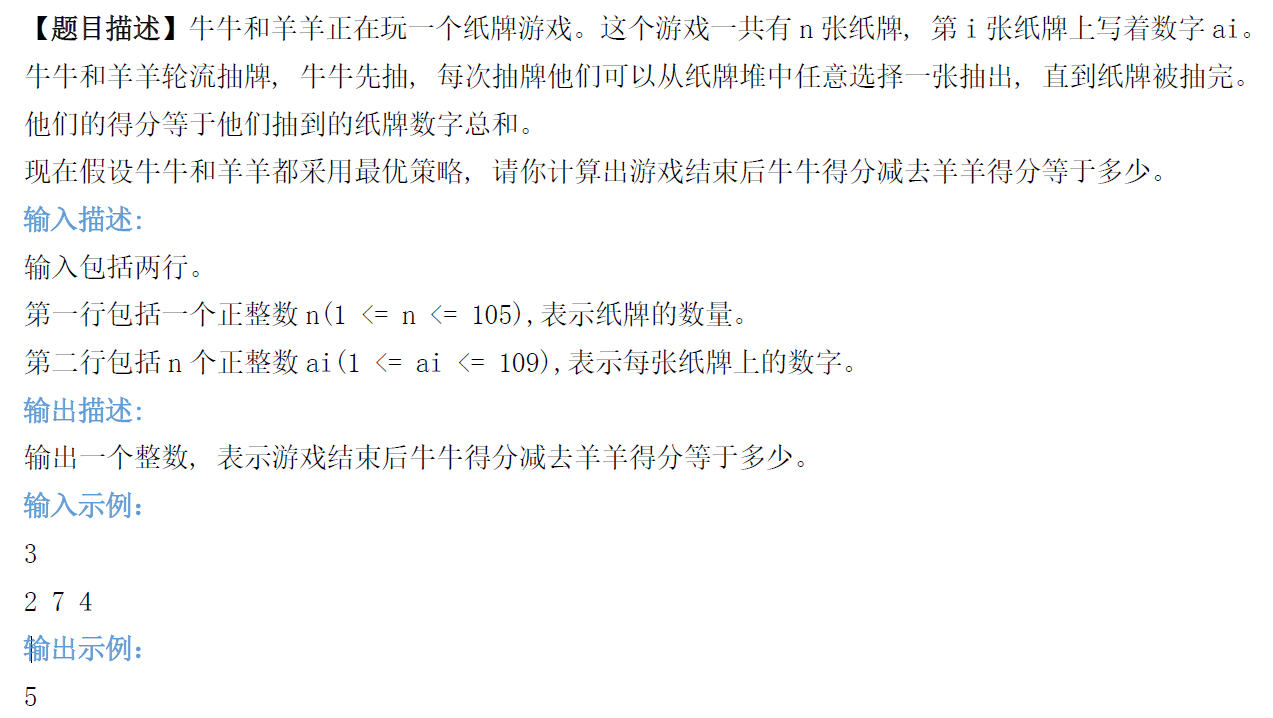 【题目描述】牛牛和羊羊正在玩一个纸牌游戏。这个游戏一共有 n 张纸牌, 第 i 张纸牌上写着数字 ai。
牛牛和羊羊轮流抽牌, 牛牛先抽, 每次抽牌他们可以从纸牌堆中任意选择一张抽出, 直到纸牌被抽完。
他们的得分等于他们抽到的纸牌数字总和。
现在假设牛牛和羊羊都采用最优策略, 请你计算出游戏结束后牛牛得分减去羊羊得分等于多少。
输入描述:
输入包括两行。
第一行包括一个正整数 n(1 <= n <= 105),表示纸牌的数量。
第二行包括 n 个正整数 ai(1 <= ai <= 109),表示每张纸牌上的数字。
输出描述:
输出一个整数, 表示游戏结束后牛牛得分减去羊羊得分等于多少。
输入示例：
3
2 7 4
输出示例：
5